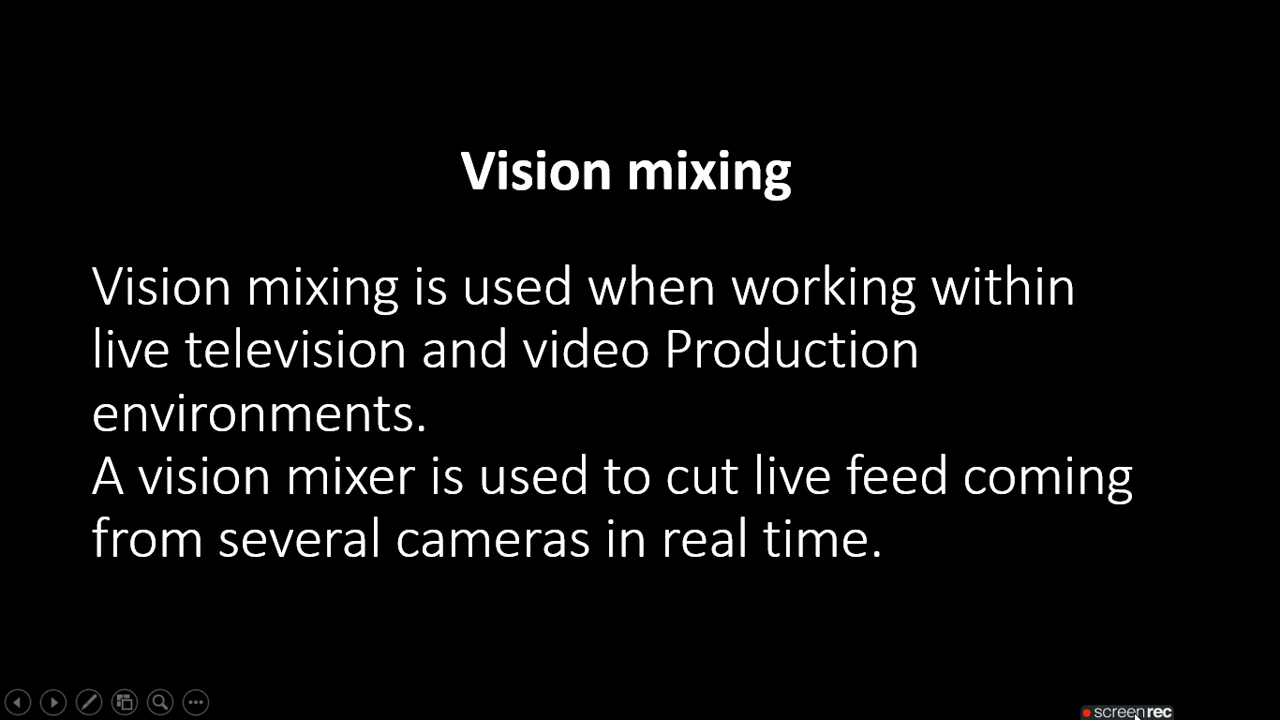 Vision mixing
Vision mixing is used when working within
live television and video Production
environments.
A vision mixer is used to cut live feed coming
from several cameras in real time.
screenrec